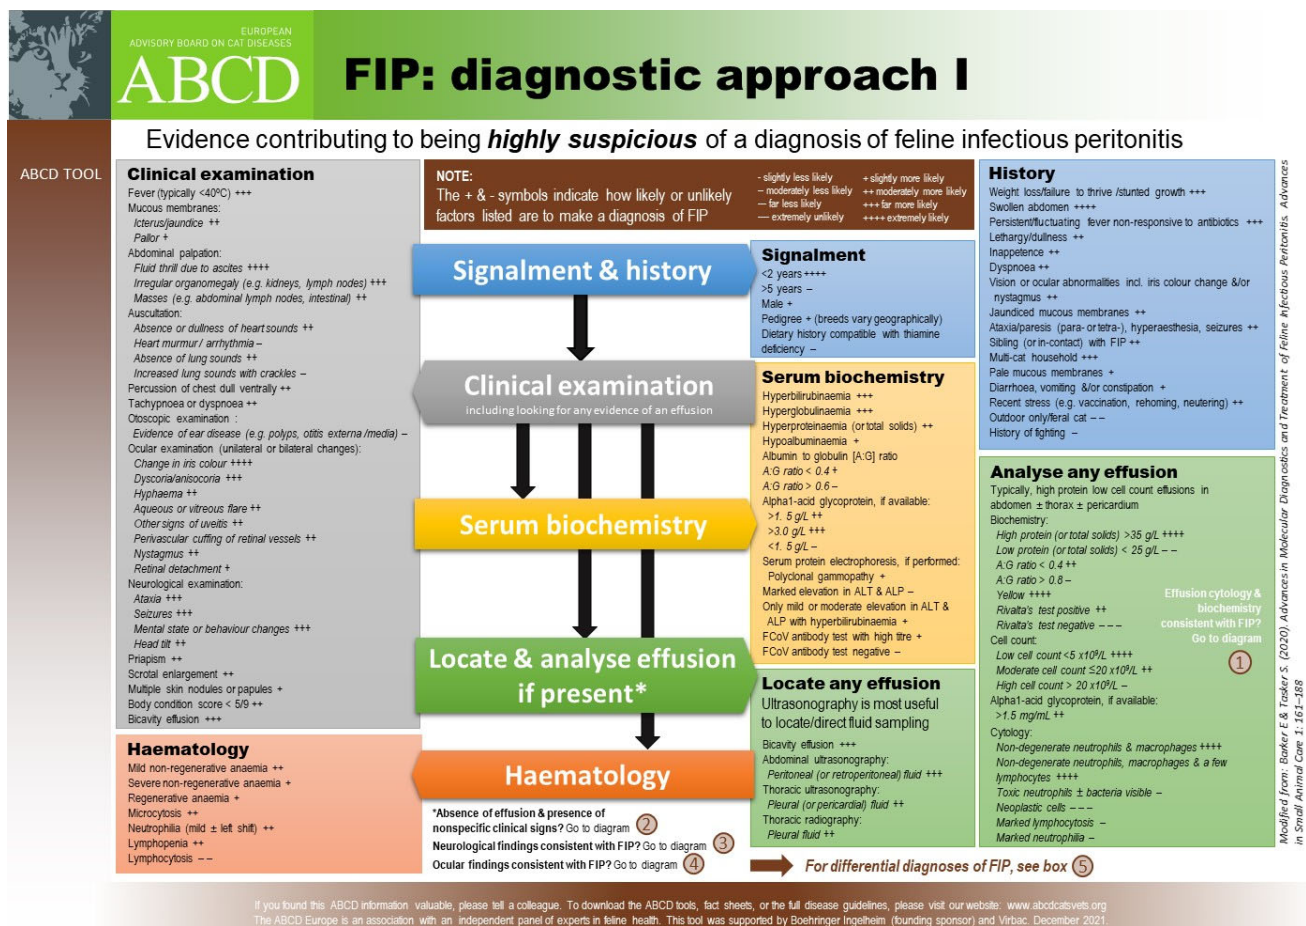 EUROPEAN
ADVISORY BOARD ON CAT DISEASES
ABCD
FIP: diagnostic approach I
Evidence contributing to being highly suspicious of a diagnosis of feline infectious peritonitis
ABCD TOOL
Clinical examination
Fever (typically <40ºC) +++
Mucous membranes:
Icterus/jaundice ++
Pallor +
Abdominal palpation:
Fluid thrill due to ascites ++++
Irregular organomegaly (e.g. kidneys, lymph nodes) +++
Masses (e.g. abdominal lymph nodes, intestinal) ++
Auscultation:
Absence or dullness of heart sounds ++
Heart murmur / arrhythmia –
Absence of lung sounds ++
Increased lung sounds with crackles –
Percussion of chest dull ventrally ++
Tachypnoea or dyspnoea ++
Otoscopic examination :
Evidence of ear disease (e.g. polyps, otitis externa /media) –
Ocular examination (unilateral or bilateral changes):
Change in iris colour ++++
Dyscoria/anisocoria +++
Hyphaema ++
Aqueous or vitreous flare ++
Other signs of uveitis ++
Perivascular cuffing of retinal vessels ++
Nystagmus ++
Retinal detachment +
Neurological examination:
Ataxia +++
Seizures +++
Mental state or behaviour changes +++
Head tilt ++
Priapism ++
Scrotal enlargement ++
Multiple skin nodules or papules +
Body condition score < 5/9 ++
Bicavity effusion +++
Haematology
Mild non-regenerative anaemia ++
Severe non-regenerative anaemia +
Regenerative anaemia +
Microcytosis ++
Neutrophilia (mild ± left shift) ++
Lymphopenia ++
Lymphocytosis – –
NOTE:
The + & - symbols indicate how likely or unlikely
factors listed are to make a diagnosis of FIP
- slightly less likely + slightly more likely
-- moderately less likely ++ moderately more likely
--- far less likely +++ far more likely
---- extremely unlikely ++++ extremely likely
Signalment & history
Clinical examination
including looking for any evidence of an effusion
Serum biochemistry
Locate & analyse effusion
if present*
Haematology
*Absence of effusion & presence of
nonspecific clinical signs? Go to diagram 2
Neurological findings consistent with FIP? Go to diagram 3
Ocular findings consistent with FIP? Go to diagram 4
Signalment
<2 years ++++
>5 years –
Male +
Pedigree + (breeds vary geographically)
Dietary history compatible with thiamine
deficiency –
Serum biochemistry
Hyperbilirubinaemia +++
Hyperglobulinaemia +++
Hyperproteinaemia (or total solids) ++
Hypoalbuminaemia +
Albumin to globulin [A:G] ratio
A:G ratio < 0.4 +
A:G ratio > 0.6 –
Alpha1-acid glycoprotein, if available:
>1. 5 g/L ++
>3.0 g/L +++
<1. 5 g/L –
Serum protein electrophoresis, if performed:
Polyclonal gammopathy +
Marked elevation in ALT & ALP –
Only mild or moderate elevation in ALT &
ALP with hyperbilirubinaemia +
FCoV antibody test with high titre +
FCoV antibody test negative –
Locate any effusion
Ultrasonography is most useful
to locate/direct fluid sampling
Bicavity effusion +++
Abdominal ultrasonography:
Peritoneal (or retroperitoneal) fluid +++
Thoracic ultrasonography:
Pleural (or pericardial) fluid ++
Thoracic radiography:
Pleural fluid ++
History
Weight loss/failure to thrive /stunted growth +++
Swollen abdomen ++++
Persistent/fluctuating fever non-responsive to antibiotics +++
Lethargy/dullness ++
Inappetence ++
Dyspnoea ++
Vision or ocular abnormalities incl. iris colour change &/or
nystagmus ++
Jaundiced mucous membranes ++
Ataxia/paresis (para- or tetra-), hyperaesthesia, seizures ++
Sibling (or in-contact) with FIP ++
Multi-cat household +++
Pale mucous membranes +
Diarrhoea, vomiting &/or constipation +
Recent stress (e.g. vaccination, rehoming, neutering) ++
Outdoor only/feral cat – –
History of fighting –
Analyse any effusion
Typically, high protein low cell count effusions in
abdomen ± thorax ± pericardium
Biochemistry:
High protein (or total solids) >35 g/L ++++
Low protein (or total solids) < 25 g/L – –
A:G ratio < 0.4 ++
A:G ratio > 0.8 –
Yellow ++++
Rivalta's test positive ++
Rivalta's test negative – – –
Cell count:
Low cell count <5 x10⁹/L ++++
Moderate cell count ≤20 x10⁹/L ++
High cell count > 20 x10⁹/L –
Alpha1-acid glycoprotein, if available:
>1.5 mg/mL ++
Cytology:
Non-degenerate neutrophils & macrophages ++++
Non-degenerate neutrophils, macrophages & a few
lymphocytes ++++
Toxic neutrophils ± bacteria visible –
Neoplastic cells – – –
Marked lymphocytosis –
Marked neutrophilia –
Effusion cytology &
biochemistry
consistent with FIP?
Go to diagram
1
For differential diagnoses of FIP, see box 5
Modified from: Barker E & Tasker S. (2020). Advances in Molecular Diagnostics and Treatment of Feline Infectious Peritonitis. Advances
in Small Animal Care 1: 161–188
If you found this ABCD information valuable, please tell a colleague. To download the ABCD tools, fact sheets, or the full disease guidelines, please visit our website: www.abcdcatsvets.org
The ABCD Europe is an association with an independent panel of experts in feline health. This tool was supported by Boehringer Ingelheim (founding sponsor) and Virbac. December 2021.